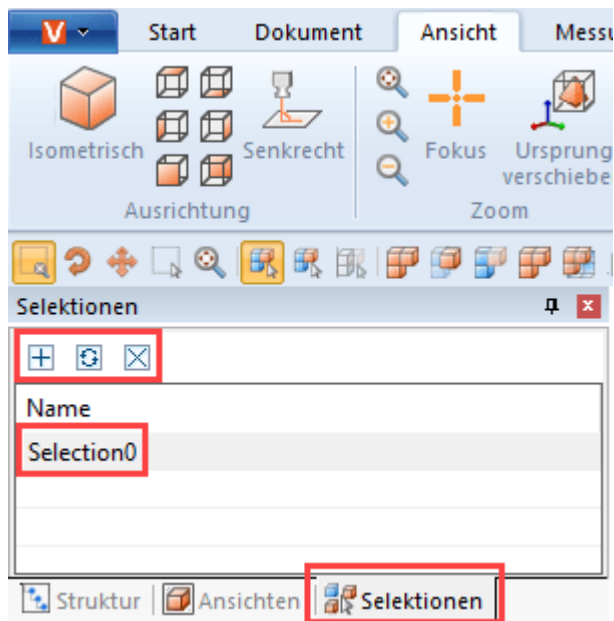 V
Start Dokument Ansicht Messu
Isometrisch Senkrecht Fokus Ursprung
verschiebe
Ausrichtung Zoom
Selektionen
Name
Selection0
Struktur Ansichten Selektionen